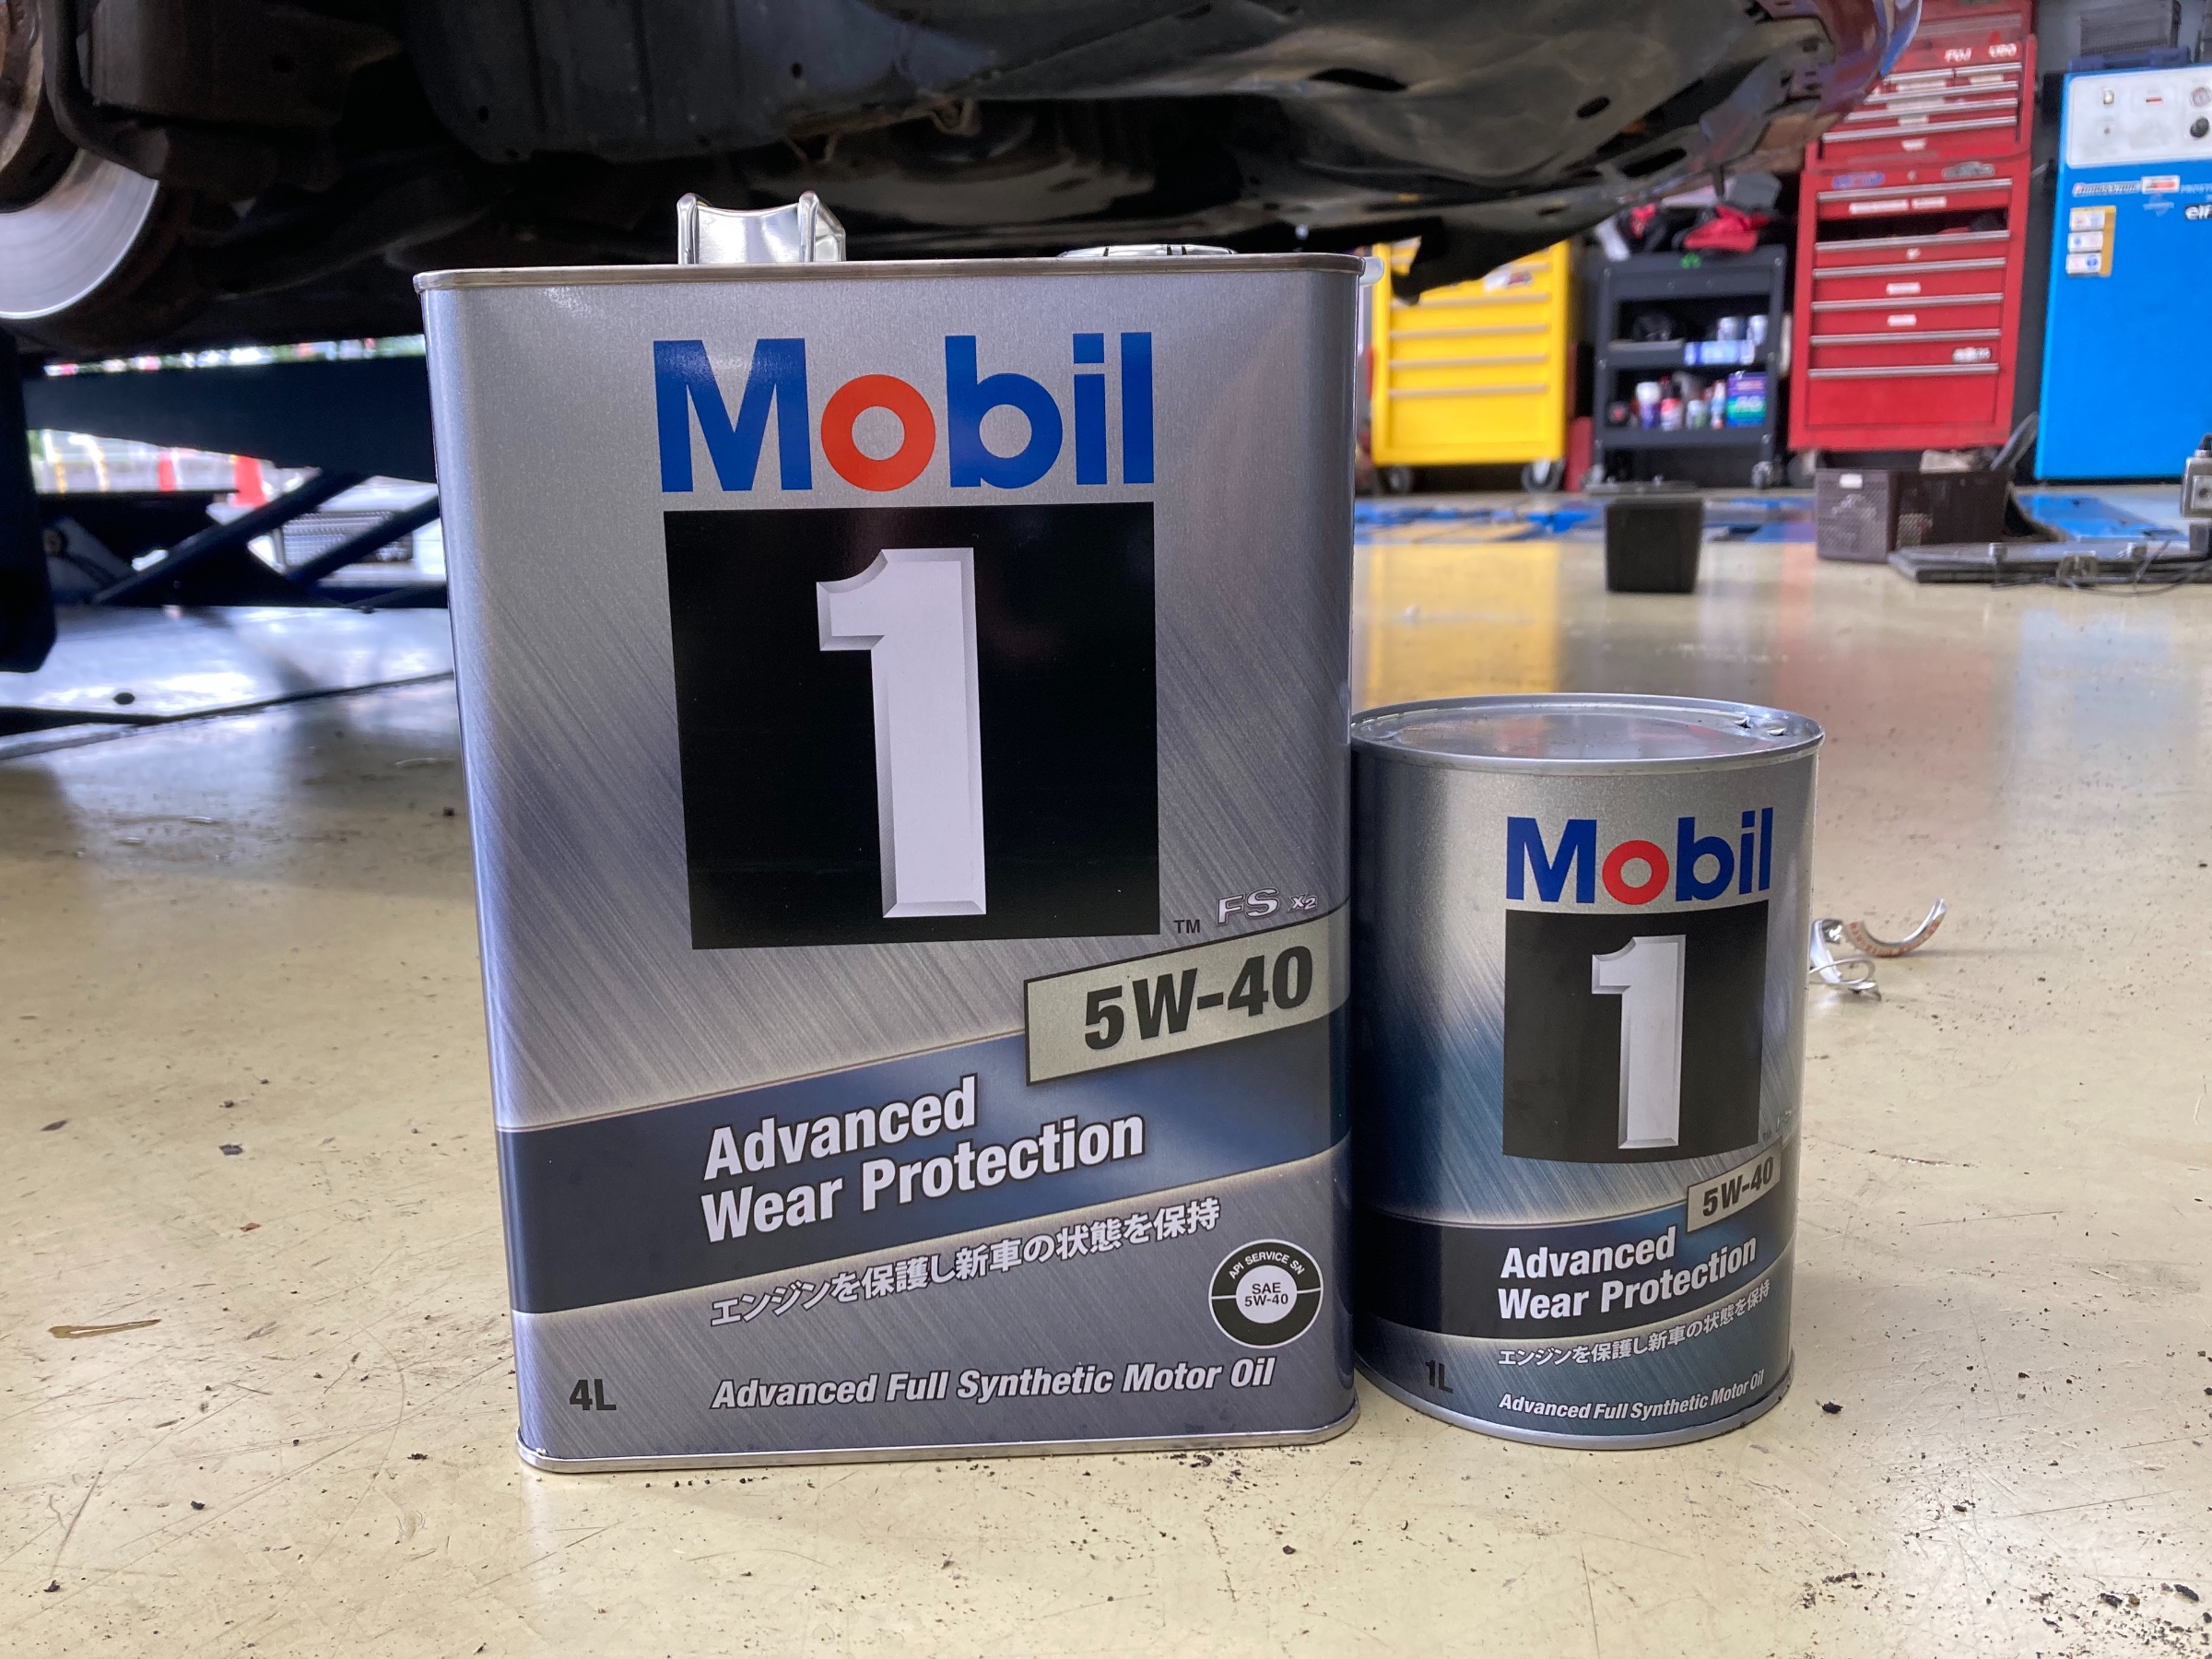 Mobil
1
™
FS x2
5W-40
Advanced
Wear Protection
エンジンを保護し新車の状態を保持
API SERVICE SN
SAE
5W-40
4L
Advanced Full Synthetic Motor Oil
Mobil
1
5W-40
Advanced
Wear Protection
エンジンを保護し新車の状態を保持
1L
Advanced Full Synthetic Motor Oil
elf